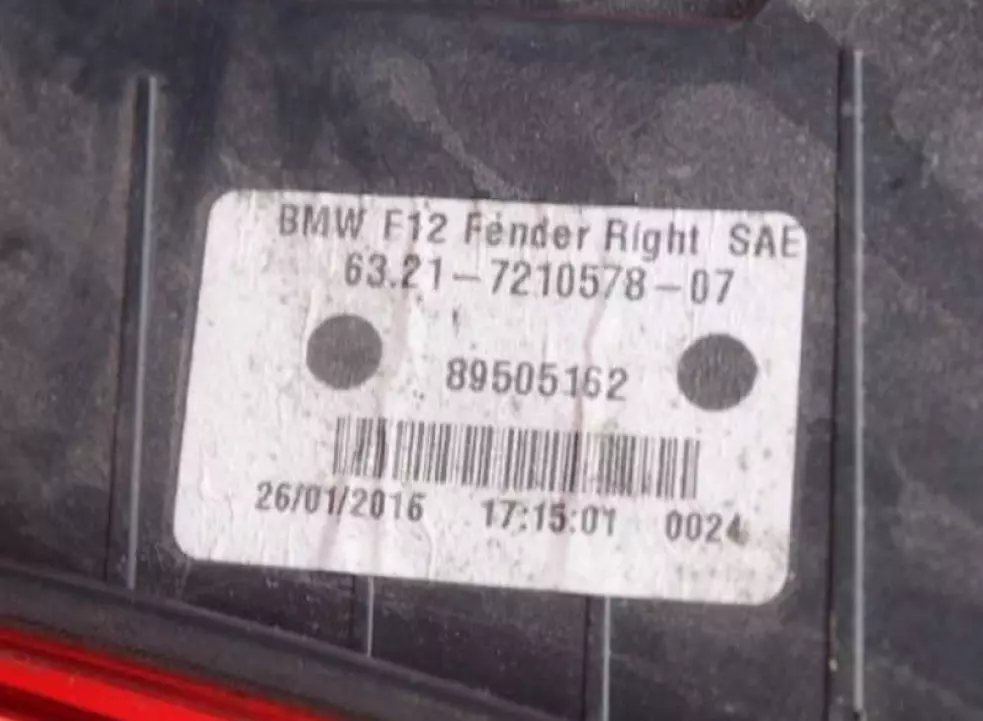 BMW F12 Fender Right SAE
63.21-7210578-07
89505162
26/01/2016 17:15:01 0024